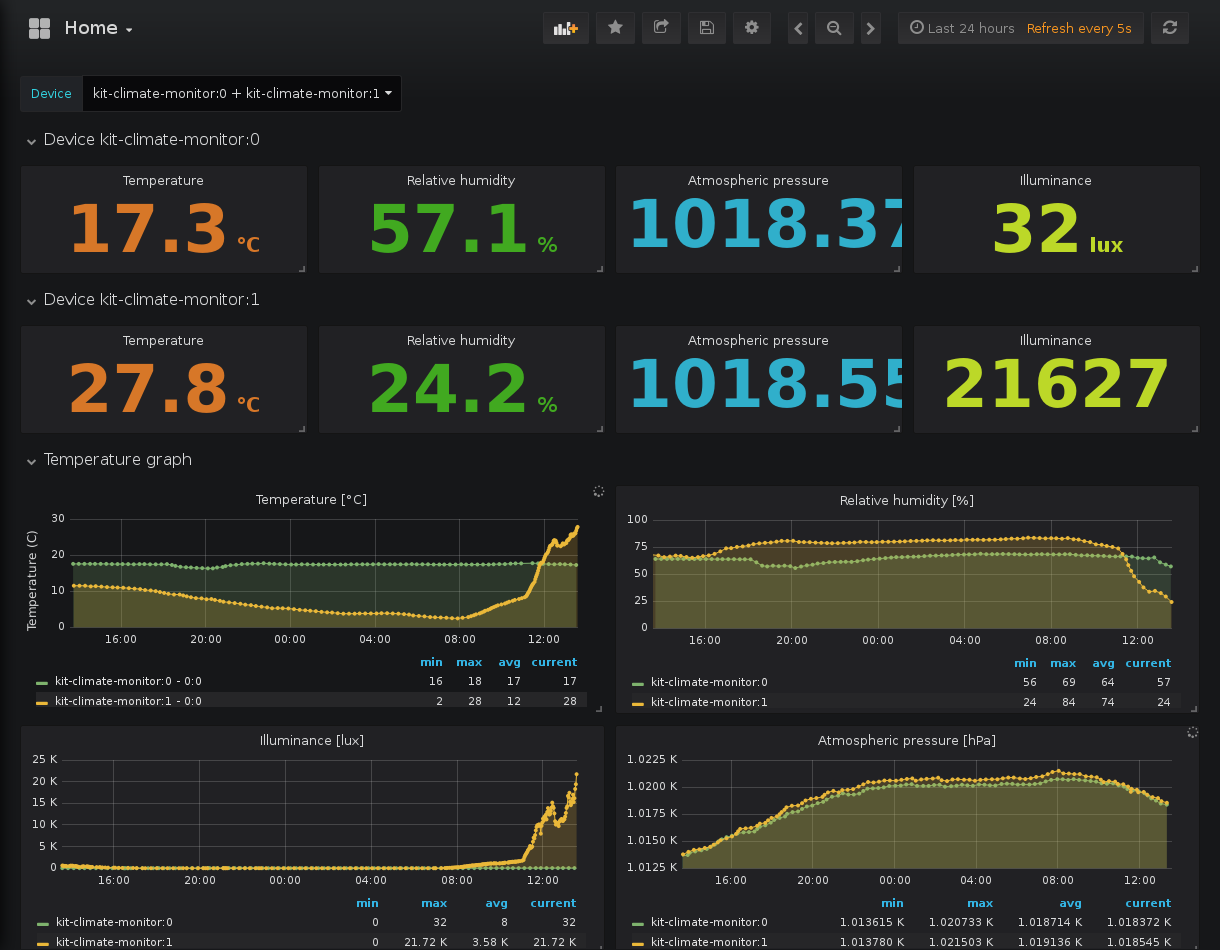 Home
Last 24 hours Refresh every 5s
Device kit-climate-monitor:0 + kit-climate-monitor:1
Device kit-climate-monitor:0
Temperature Relative humidity Atmospheric pressure Illuminance
17.3 °C 57.1 % 1018.37 32 lux
Device kit-climate-monitor:1
Temperature Relative humidity Atmospheric pressure Illuminance
27.8 °C 24.2 % 1018.55 21627
Temperature graph
Temperature [°C]
Temperature (C)
30
20
10
0
16:00 20:00 00:00 04:00 08:00 12:00
min max avg current
kit-climate-monitor:0 - 0:0 16 18 17 17
kit-climate-monitor:1 - 0:0 2 28 12 28
Relative humidity [%]
100
75
50
25
0
16:00 20:00 00:00 04:00 08:00 12:00
min max avg current
kit-climate-monitor:0 56 69 64 57
kit-climate-monitor:1 24 84 74 24
Illuminance [lux]
25 K
20 K
15 K
10 K
5 K
0
16:00 20:00 00:00 04:00 08:00 12:00
min max avg current
kit-climate-monitor:0 0 32 8 32
kit-climate-monitor:1 0 21.72 K 3.58 K 21.72 K
Atmospheric pressure [hPa]
1.0225 K
1.0200 K
1.0175 K
1.0150 K
1.0125 K
16:00 20:00 00:00 04:00 08:00 12:00
min max avg current
kit-climate-monitor:0 1.013615 K 1.020733 K 1.018714 K 1.018372 K
kit-climate-monitor:1 1.013780 K 1.021503 K 1.019136 K 1.018545 K